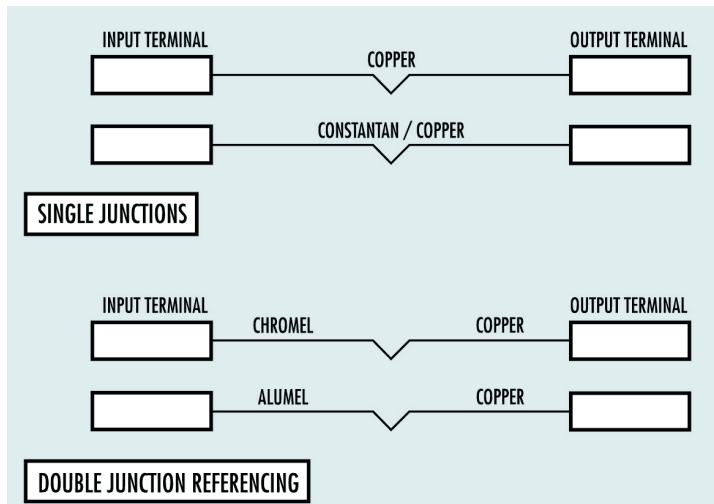 INPUT TERMINAL
OUTPUT TERMINAL
COPPER
CONSTANTAN / COPPER
SINGLE JUNCTIONS
INPUT TERMINAL
OUTPUT TERMINAL
CHROMEL
COPPER
ALUMEL
COPPER
DOUBLE JUNCTION REFERENCING